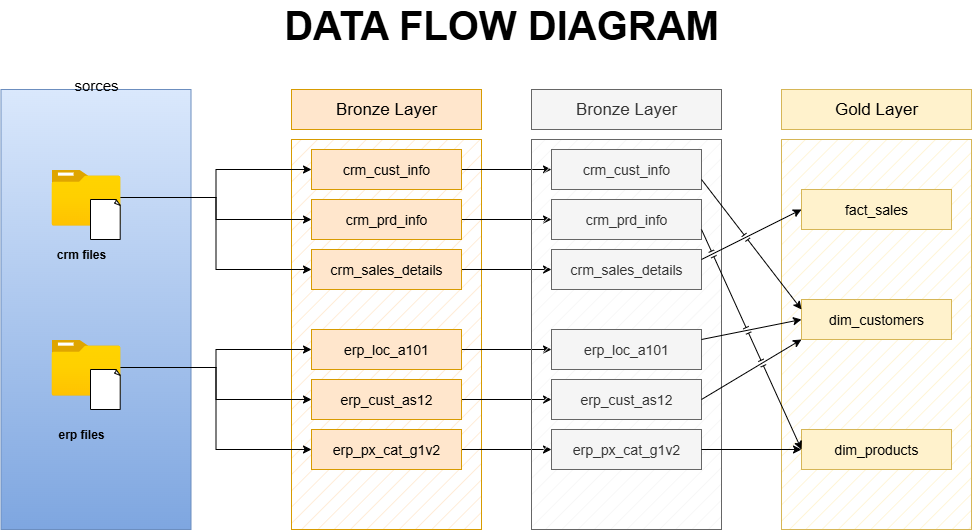 DATA FLOW DIAGRAM
sorces
crm files
erp files
Bronze Layer
crm_cust_info
crm_prd_info
crm_sales_details
erp_loc_a101
erp_cust_as12
erp_px_cat_g1v2
Bronze Layer
crm_cust_info
crm_prd_info
crm_sales_details
erp_loc_a101
erp_cust_as12
erp_px_cat_g1v2
Gold Layer
fact_sales
dim_customers
dim_products